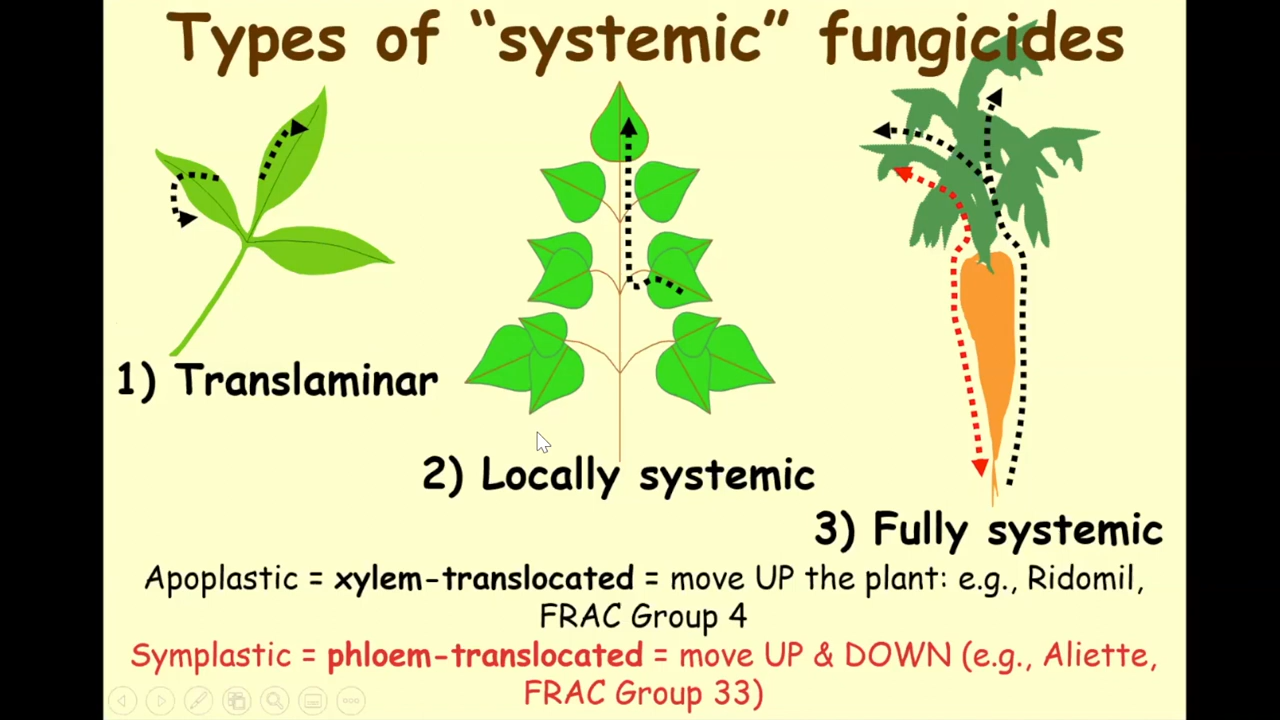 Types of “systemic” fungicides
1) Translaminar
2) Locally systemic
3) Fully systemic
Apoplastic = xylem-translocated = move UP the plant: e.g., Ridomil,
FRAC Group 4
Symplastic = phloem-translocated = move UP & DOWN (e.g., Aliette,
FRAC Group 33)